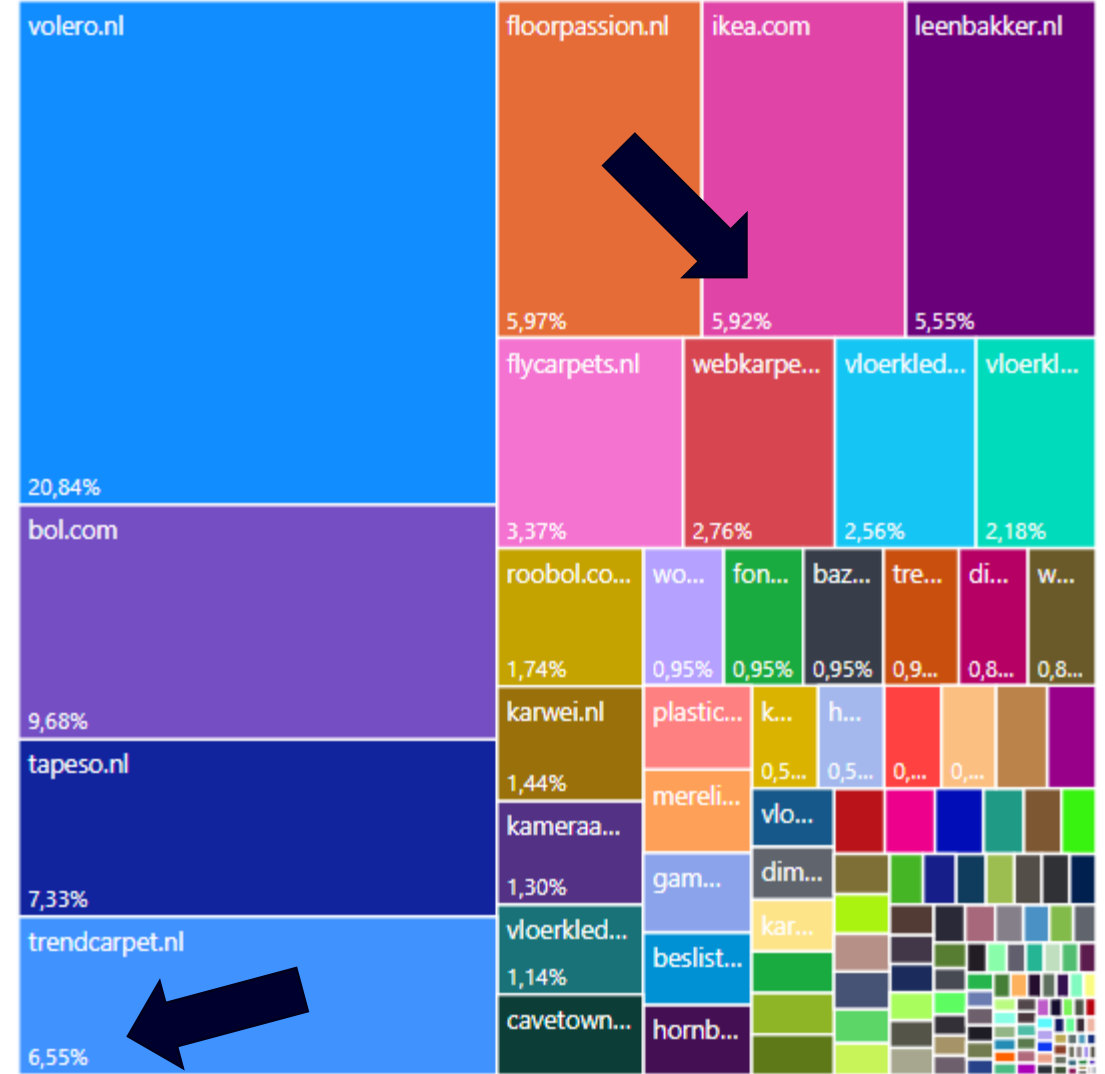 volero.nl
20,84%
bol.com
9,68%
tapeso.nl
7,33%
trendcarpet.nl
6,55%
floorpassion.nl
5,97%
ikea.com
5,92%
leenbakker.nl
5,55%
flycarpets.nl
3,37%
webkarpe...
2,76%
vloerkled...
2,56%
vloerkl...
2,18%
roobol.co...
1,74%
wo...
0,95%
fon...
0,95%
baz...
0,95%
tre...
0,9...
di...
0,8...
w...
0,8...
karwei.nl
1,44%
kameraa...
1,30%
vloerkled...
1,14%
cavetown...
plastic...
mereli...
gam...
beslist...
hornb...
k...
0,5...
h...
0,5...
0,...
0,...
vlo...
dim...
kar...